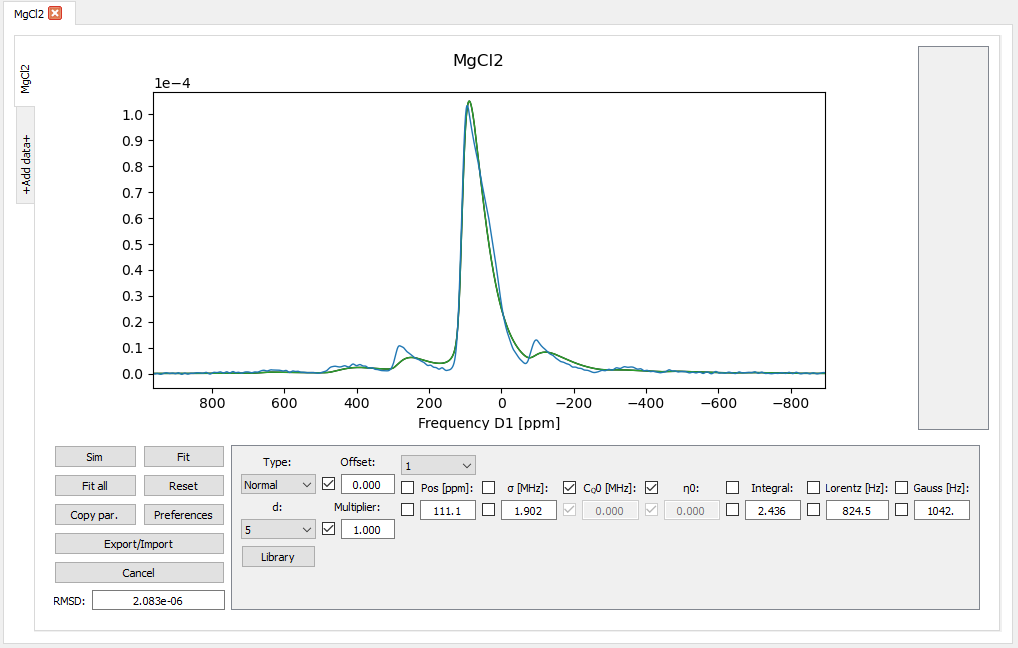 MgCl2
MgCl2
+Add data+
MgCl2
1e−4
1.0
0.9
0.8
0.7
0.6
0.5
0.4
0.3
0.2
0.1
0.0
800 600 400 200 0 −200 −400 −600 −800
Frequency D1 [ppm]
Sim Fit
Fit all Reset
Copy par. Preferences
Export/Import
Cancel
RMSD: 2.083e-06
Type: Offset:
Normal 0.000
d: Multiplier:
5 1.000
Library
1
Pos [ppm]: σ [MHz]: CQ0 [MHz]: η0: Integral: Lorentz [Hz]: Gauss [Hz]:
111.1 1.902 0.000 0.000 2.436 824.5 1042.